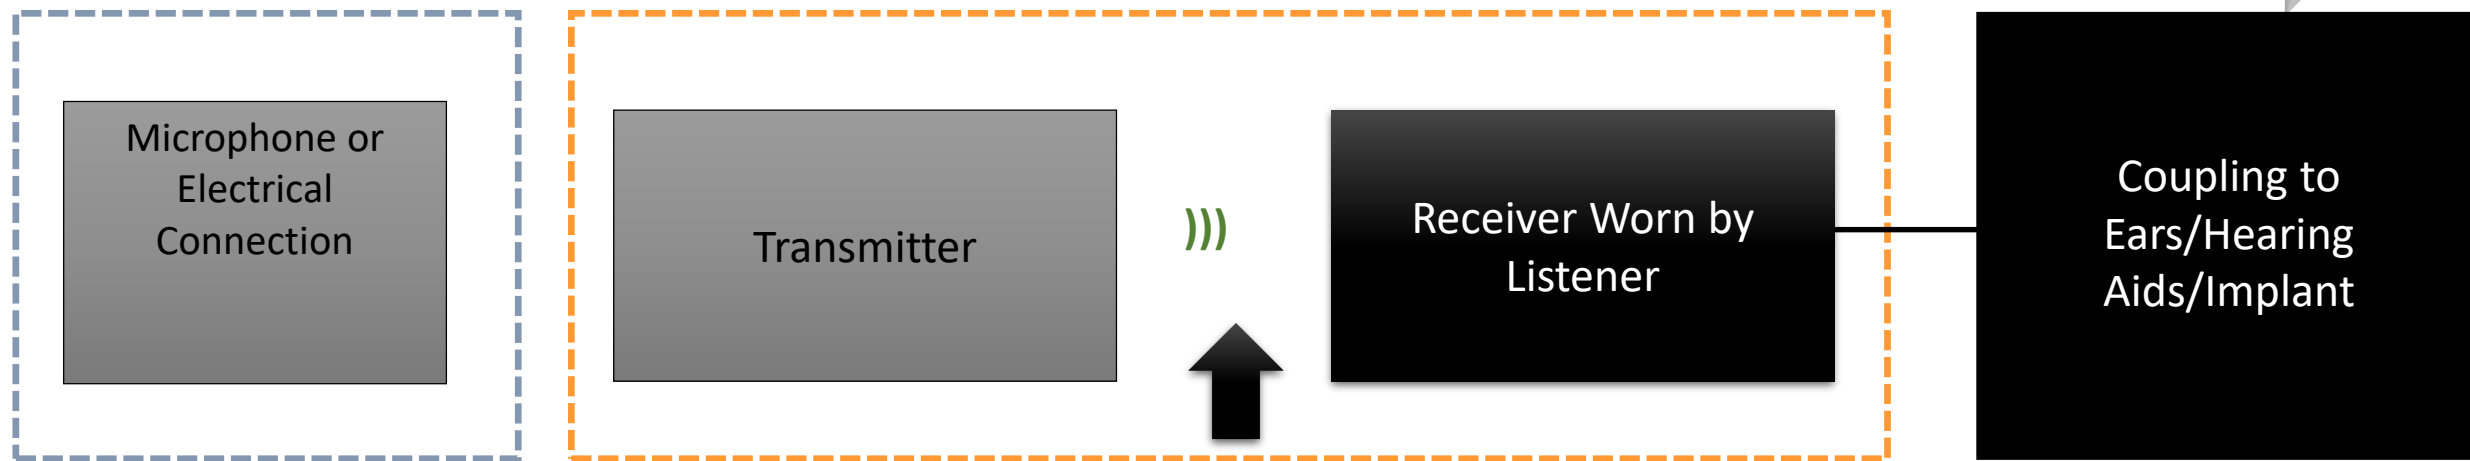 Microphone or
Electrical
Connection
Transmitter
)))
Receiver Worn by
Listener
Coupling to
Ears/Hearing
Aids/Implant